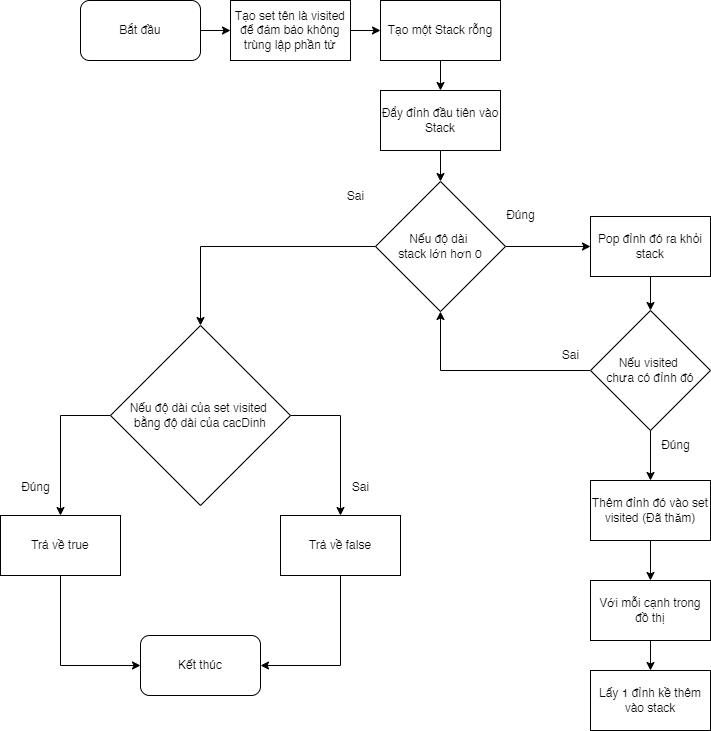 Bắt đầu
Tạo set tên là visited
để đảm bảo không
trùng lập phần tử
Tạo một Stack rỗng
Đẩy đỉnh đầu tiên vào
Stack
Sai
Đúng
Nếu độ dài
stack lớn hơn 0
Pop đỉnh đó ra khỏi
stack
Sai
Nếu visited
chưa có đỉnh đó
Nếu độ dài của set visited
bằng độ dài của cacDinh
Đúng
Đúng
Sai
Thêm đỉnh đó vào set
visited (Đã thăm)
Trả về true
Trả về false
Với mỗi cạnh trong
đồ thị
Kết thúc
Lấy 1 đỉnh kề thêm
vào stack